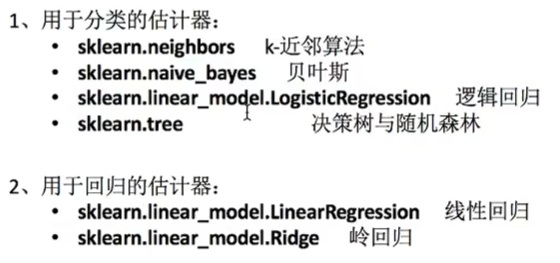 1、用于分类的估计器：
• sklearn.neighbors k-近邻算法
• sklearn.naive_bayes 贝叶斯
• sklearn.linear_model.LogisticRegression 逻辑回归
• sklearn.tree 决策树与随机森林
2、用于回归的估计器：
• sklearn.linear_model.LinearRegression 线性回归
• sklearn.linear_model.Ridge 岭回归